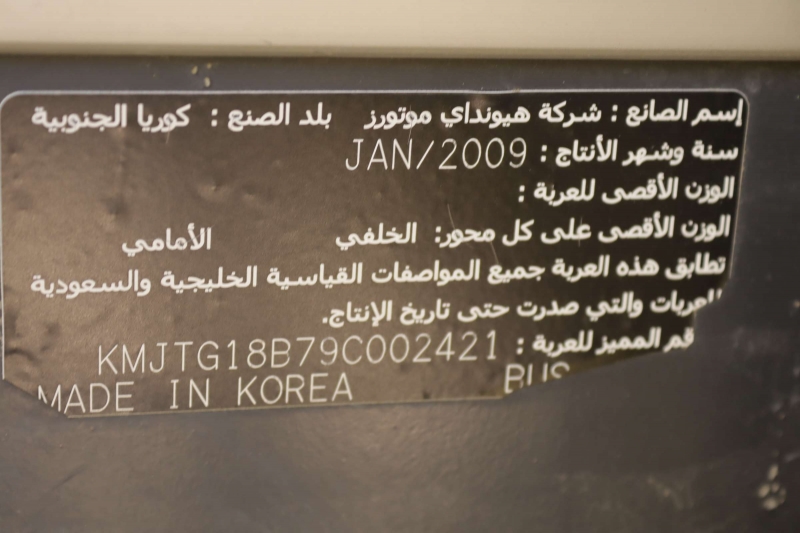 إسم الصانع : شركة هيونداي موتورز بلد الصنع : كوريا الجنوبية
سنة وشهر الأنتاج : JAN/2009
الوزن الأقصى للعربة :
الوزن الأقصى على كل محور: الخلفي الأمامي
تطابق هذه العربة جميع المواصفات القياسية الخليجية والسعودية
والتي صدرت حتى تاريخ الإنتاج.
المميز للعربة : KMJTG18B79C002421
MADE IN KOREA BUS